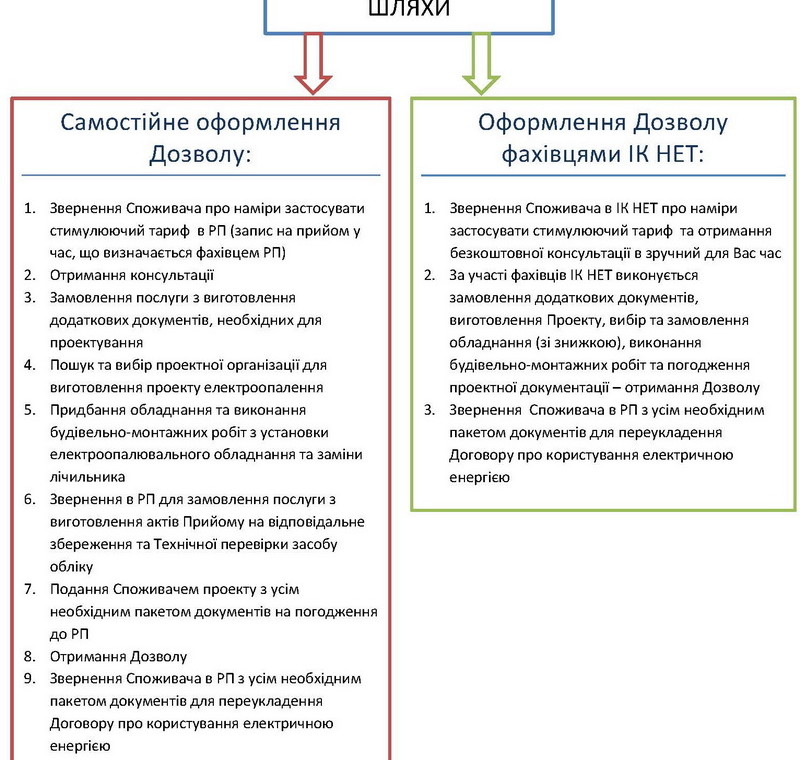 ШЛЯХИ
Самостійне оформлення
Дозволу:
1. Звернення Споживача про наміри застосувати
стимулюючий тариф в РП (запис на прийом у
час, що визначається фахівцем РП)
2. Отримання консультації
3. Замовлення послуги з виготовлення
додаткових документів, необхідних для
проектування
4. Пошук та вибір проектної організації для
виготовлення проекту електроопалення
5. Придбання обладнання та виконання
будівельно-монтажних робіт з установки
електроопалювального обладнання та заміни
лічильника
6. Звернення в РП для замовлення послуги з
виготовлення актів Прийому на відповідальне
збереження та Технічної перевірки засобу
обліку
7. Подання Споживачем проекту з усім
необхідним пакетом документів на погодження
до РП
8. Отримання Дозволу
9. Звернення Споживача в РП з усім необхідним
пакетом документів для переукладення
Договору про користування електричною
енергією
Оформлення Дозволу
фахівцями ІК НЕТ:
1. Звернення Споживача в ІК НЕТ про наміри
застосувати стимулюючий тариф та отримання
безкоштовної консультації в зручний для Вас час
2. За участі фахівців ІК НЕТ виконується
замовлення додаткових документів,
виготовлення Проекту, вибір та замовлення
обладнання (зі знижкою), виконання
будівельно-монтажних робіт та погодження
проектної документації – отримання Дозволу
3. Звернення Споживача в РП з усім необхідним
пакетом документів для переукладення
Договору про користування електричною
енергією